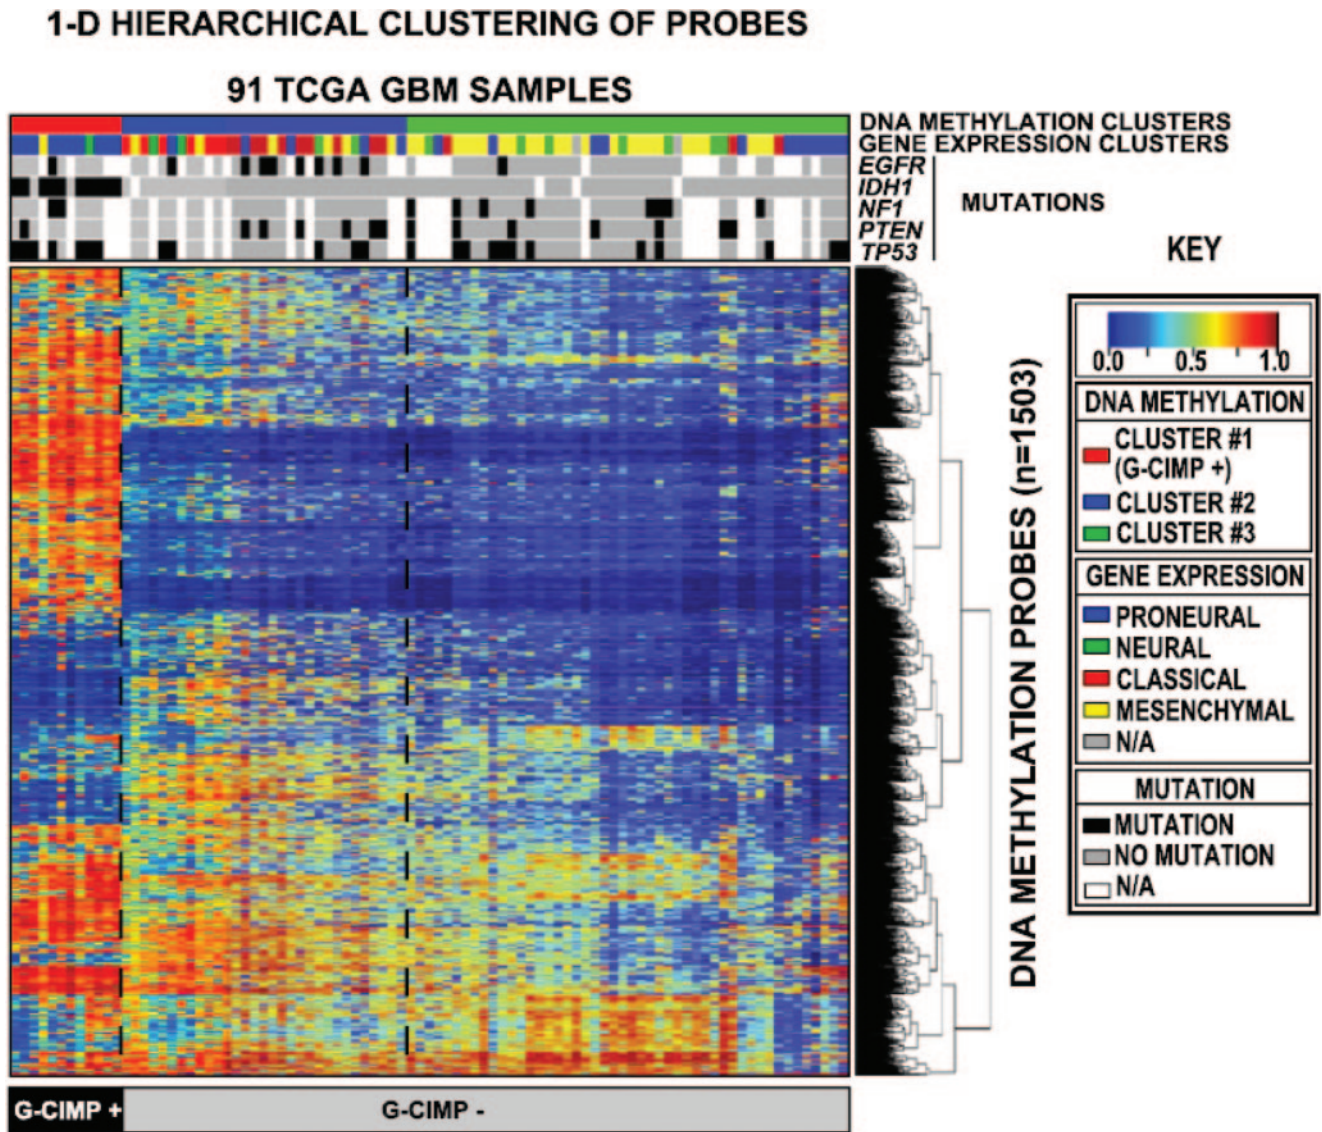 1-D HIERARCHICAL CLUSTERING OF PROBES
91 TCGA GBM SAMPLES
DNA METHYLATION CLUSTERS
GENE EXPRESSION CLUSTERS
EGFR
IDH1
NF1
PTEN
TP53
MUTATIONS
DNA METHYLATION PROBES (n=1503)
KEY
0.0 0.5 1.0
DNA METHYLATION
CLUSTER #1
(G-CIMP +)
CLUSTER #2
CLUSTER #3
GENE EXPRESSION
PRONEURAL
NEURAL
CLASSICAL
MESENCHYMAL
N/A
MUTATION
MUTATION
NO MUTATION
N/A
G-CIMP + G-CIMP -